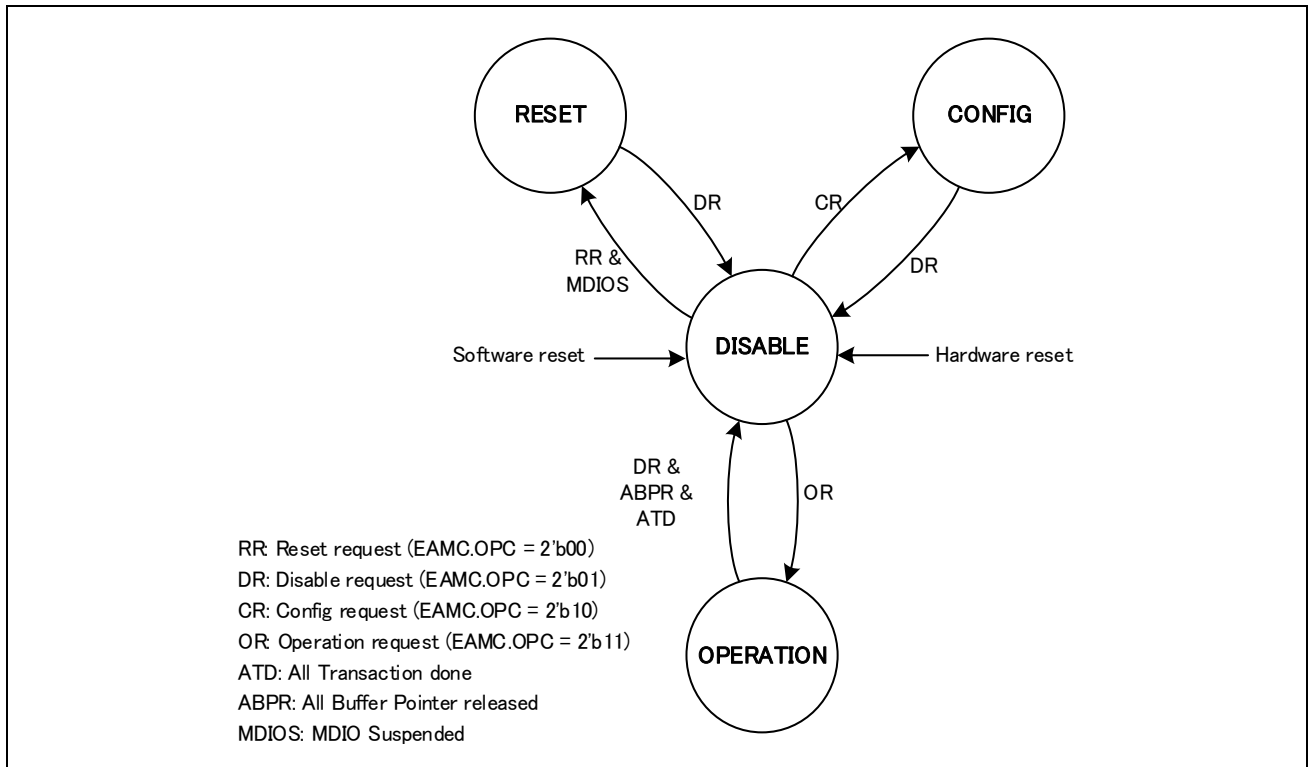 RESET
CONFIG
DR
CR
RR &
MDIOS
DR
Software reset
DISABLE
Hardware reset
DR &
ABPR &
ATD
OR
OPERATION
RR: Reset request (EAMC.OPC = 2'b00)
DR: Disable request (EAMC.OPC = 2'b01)
CR: Config request (EAMC.OPC = 2'b10)
OR: Operation request (EAMC.OPC = 2'b11)
ATD: All Transaction done
ABPR: All Buffer Pointer released
MDIOS: MDIO Suspended